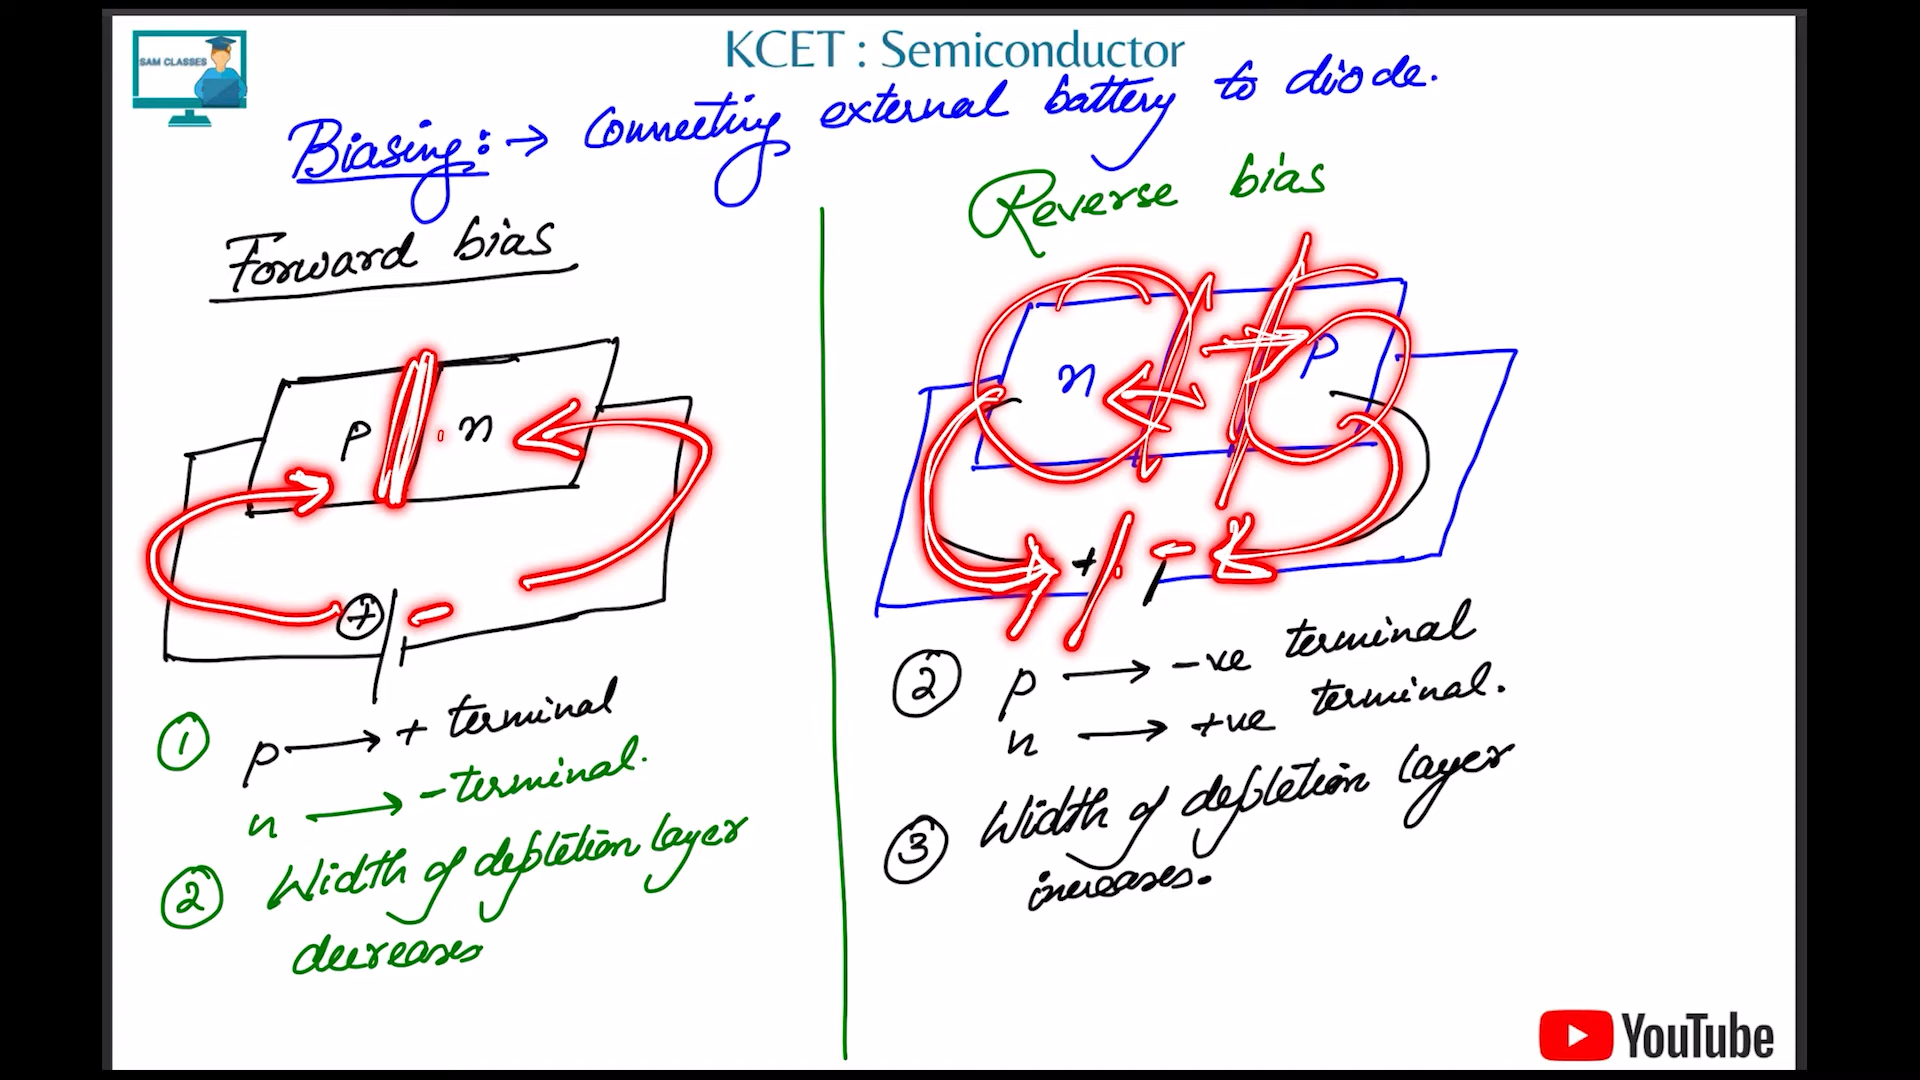 SAM CLASSES
KCET : Semiconductor
Biasing: → Connecting external battery to diode.
Forward bias
p n
+ -
① p → + terminal
n → - terminal.
② Width of depletion layer
decreases
Reverse bias
n p
+ -
② p → -ve terminal
n → +ve terminal.
③ Width of depletion layer
increases.
YouTube